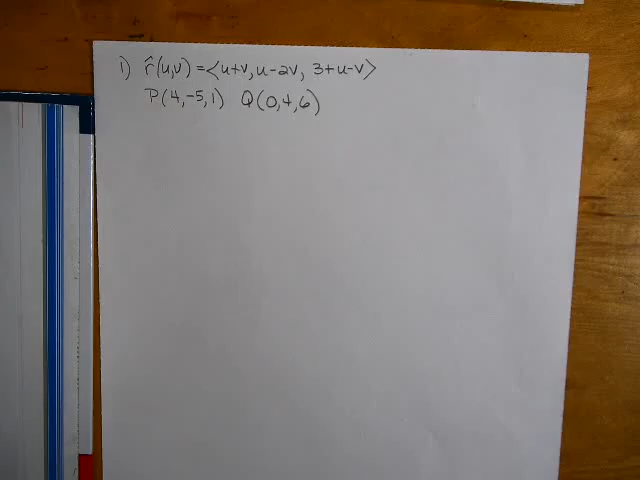 1) r̂(u,v) = <u+v, u-2v, 3+u-v>
P(4,-5,1) Q(0,4,6)